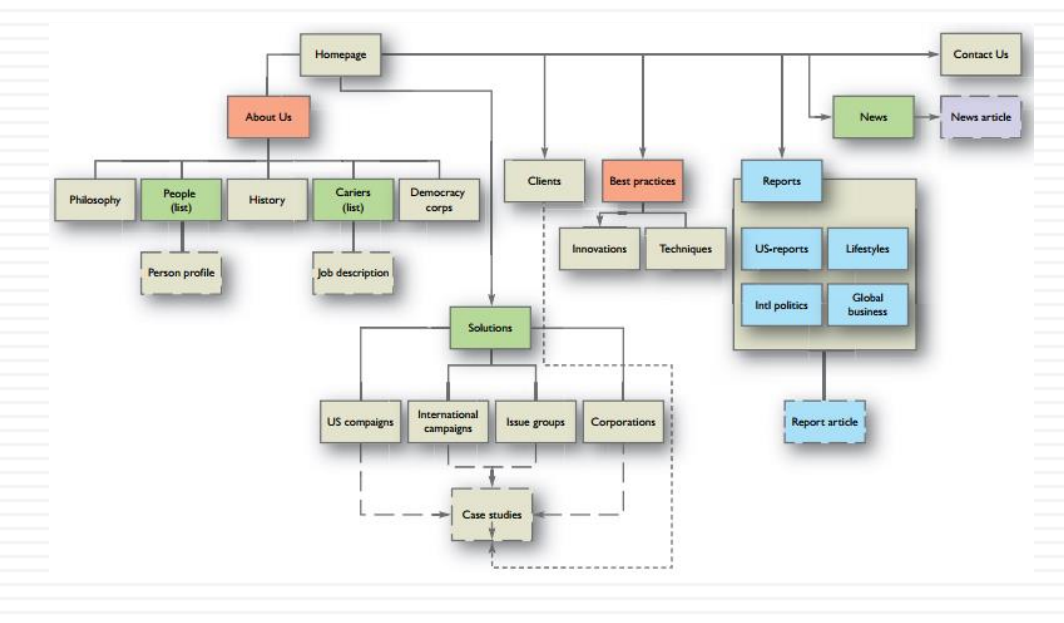 Homepage
Contact Us
About Us
News
News article
Philosophy
People
(list)
History
Cariers
(list)
Democracy
corps
Clients
Best practices
Reports
Person profile
Job description
Innovations
Techniques
US-reports
Lifestyles
Intl politics
Global
business
Solutions
US compaigns
International
campaigns
Issue groups
Corporations
Report article
Case studies